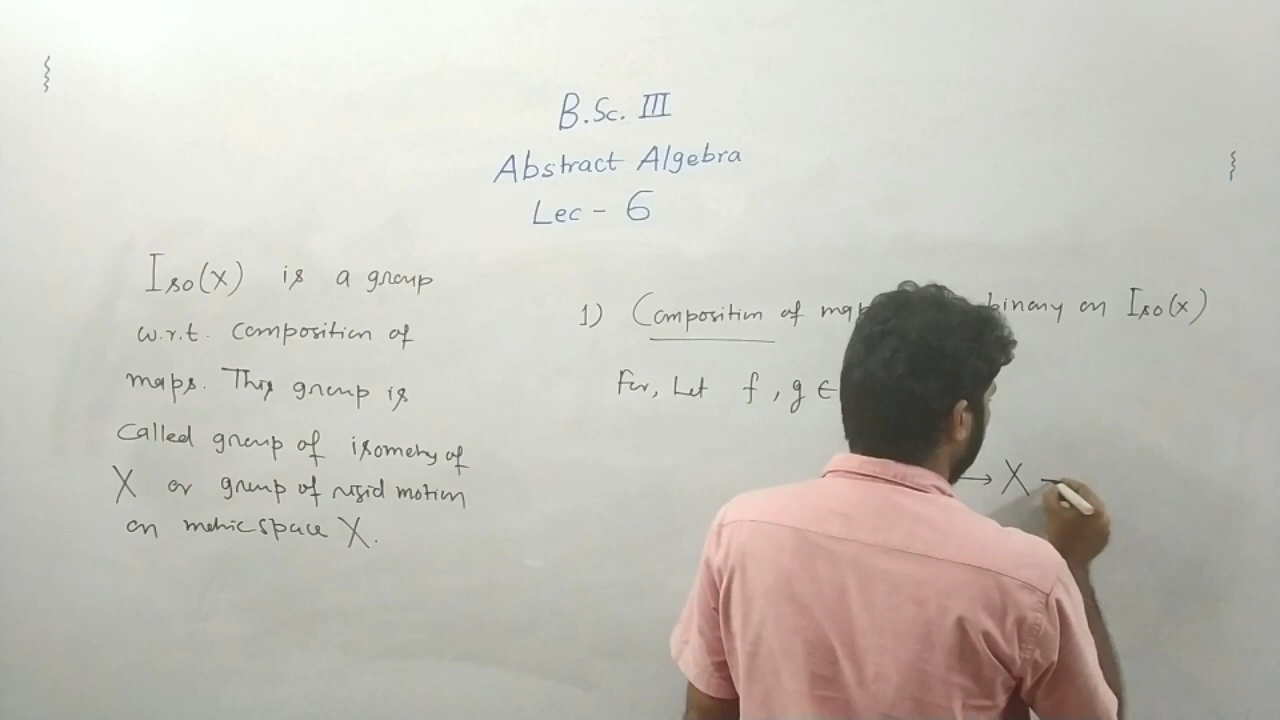 B.Sc. III
Abstract Algebra
Lec - 6
Iso(X) is a group
w.r.t. Composition of
maps. This group is
called group of isometry of
X or group of rigid motion
on metric space X.
1) Composition of binary on Iso(X)
For, Let f, g ∈
→ X